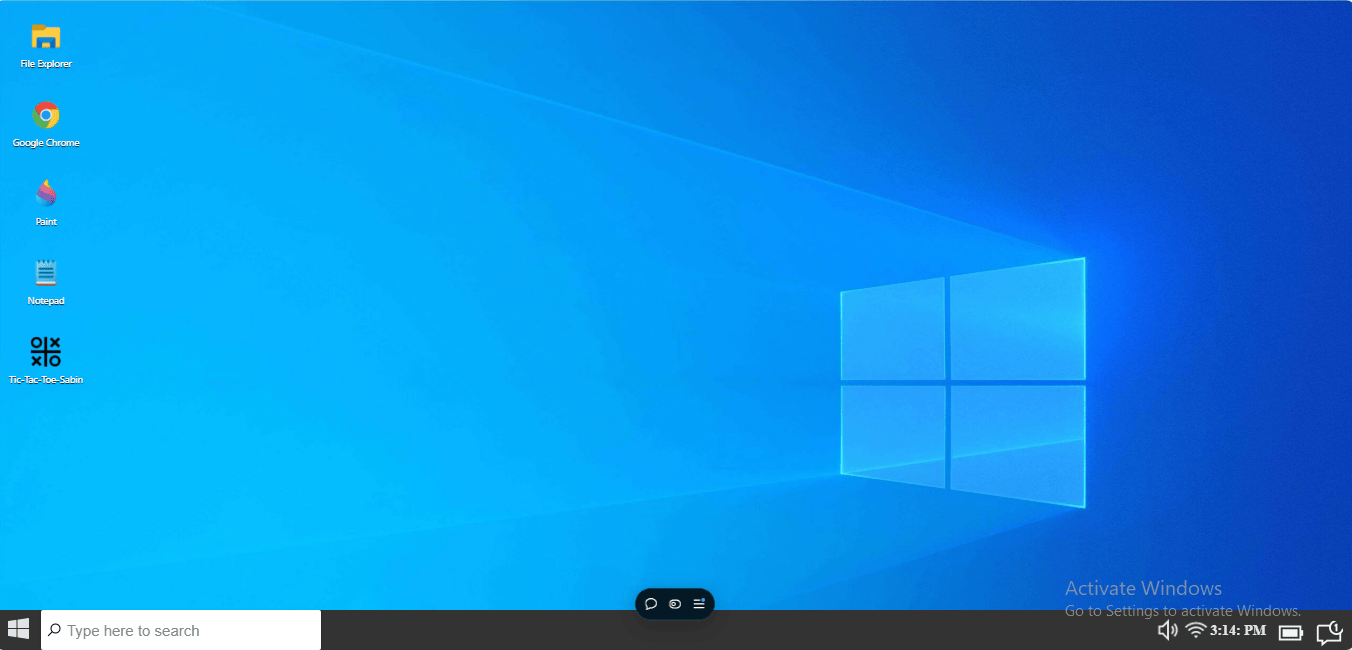 File Explorer
Google Chrome
Paint
Notepad
Tic-Tac-Toe-Sabin
Activate Windows
Go to Settings to activate Windows.
Type here to search
3:14: PM
1